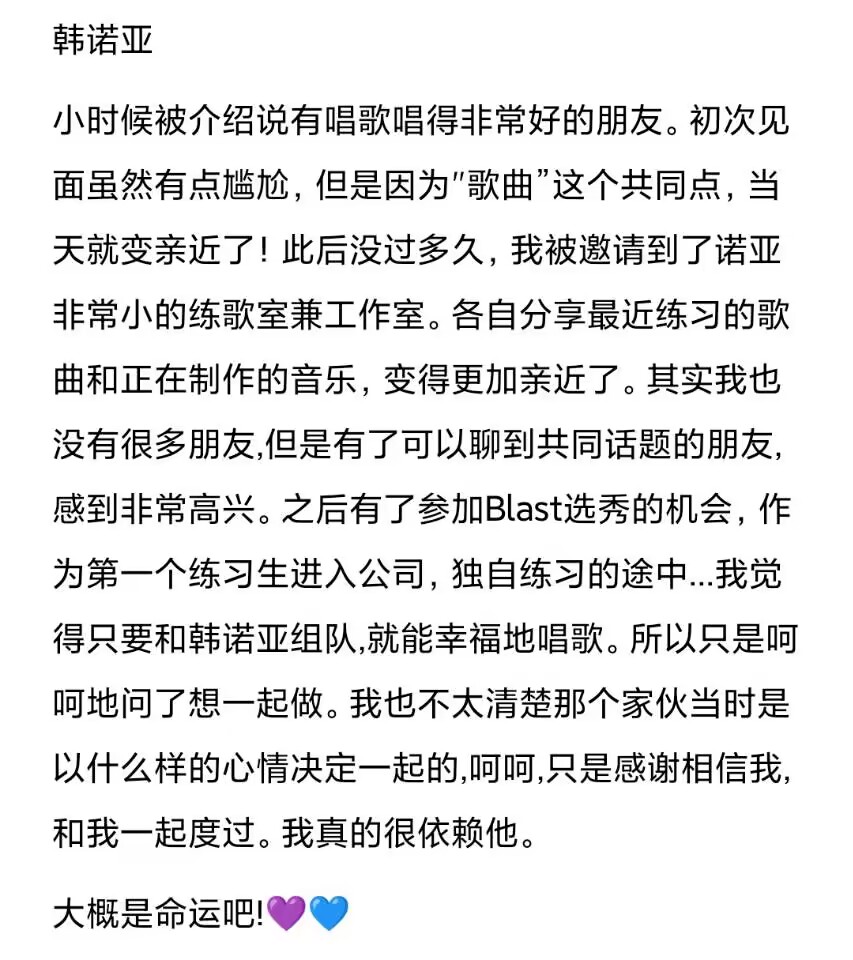 韩诺亚
小时候被介绍说有唱歌唱得非常好的朋友。初次见
面虽然有点尴尬，但是因为"歌曲”这个共同点，当
天就变亲近了！此后没过多久，我被邀请到了诺亚
非常小的练歌室兼工作室。各自分享最近练习的歌
曲和正在制作的音乐，变得更加亲近了。其实我也
没有很多朋友,但是有了可以聊到共同话题的朋友,
感到非常高兴。之后有了参加Blast选秀的机会，作
为第一个练习生进入公司，独自练习的途中...我觉
得只要和韩诺亚组队,就能幸福地唱歌。所以只是呵
呵地问了想一起做。我也不太清楚那个家伙当时是
以什么样的心情决定一起的,呵呵,只是感谢相信我,
和我一起度过。我真的很依赖他。
大概是命运吧!💜💙